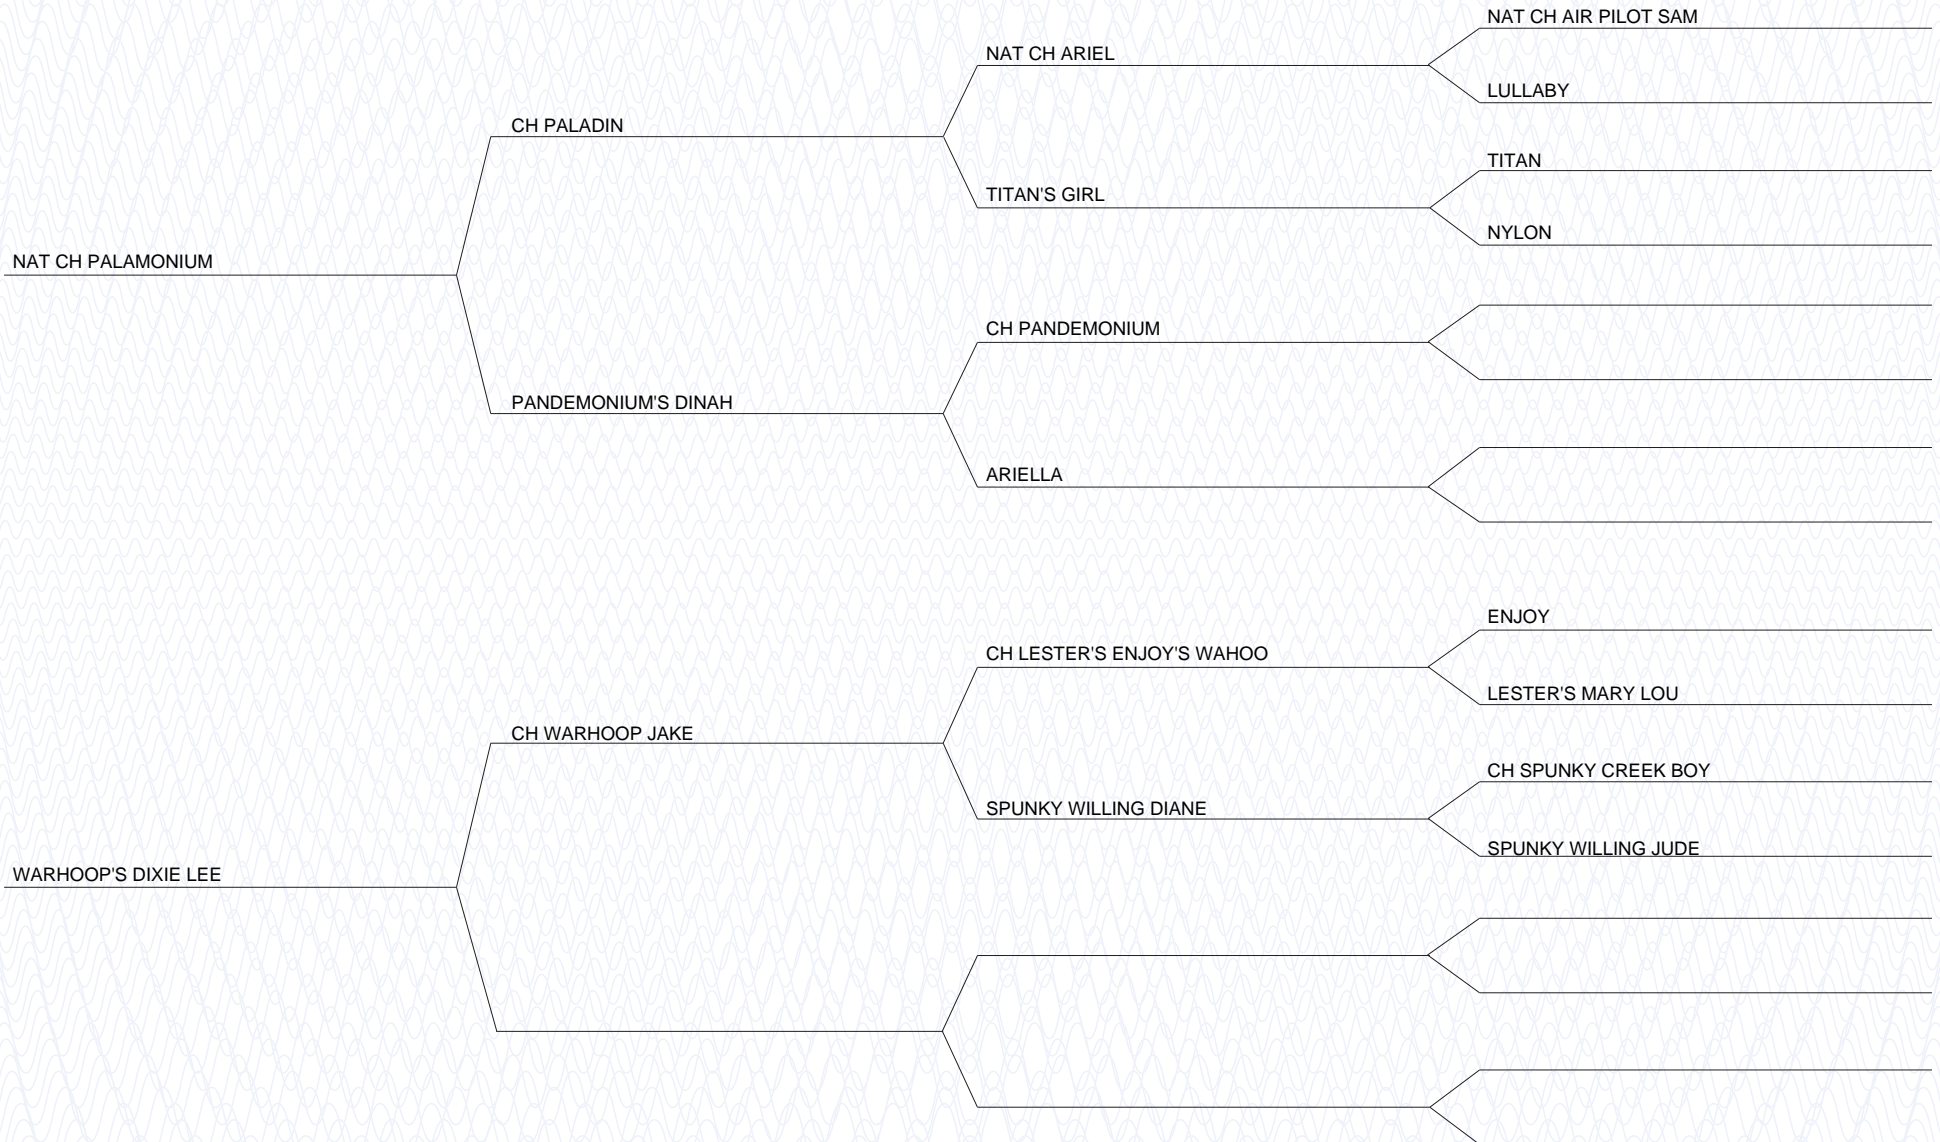 NAT CH AIR PILOT SAM
NAT CH ARIEL
LULLABY
CH PALADIN
TITAN
TITAN'S GIRL
NYLON
NAT CH PALAMONIUM
CH PANDEMONIUM
PANDEMONIUM'S DINAH
ARIELLA
ENJOY
CH LESTER'S ENJOY'S WAHOO
LESTER'S MARY LOU
CH WARHOOP JAKE
CH SPUNKY CREEK BOY
SPUNKY WILLING DIANE
SPUNKY WILLING JUDE
WARHOOP'S DIXIE LEE